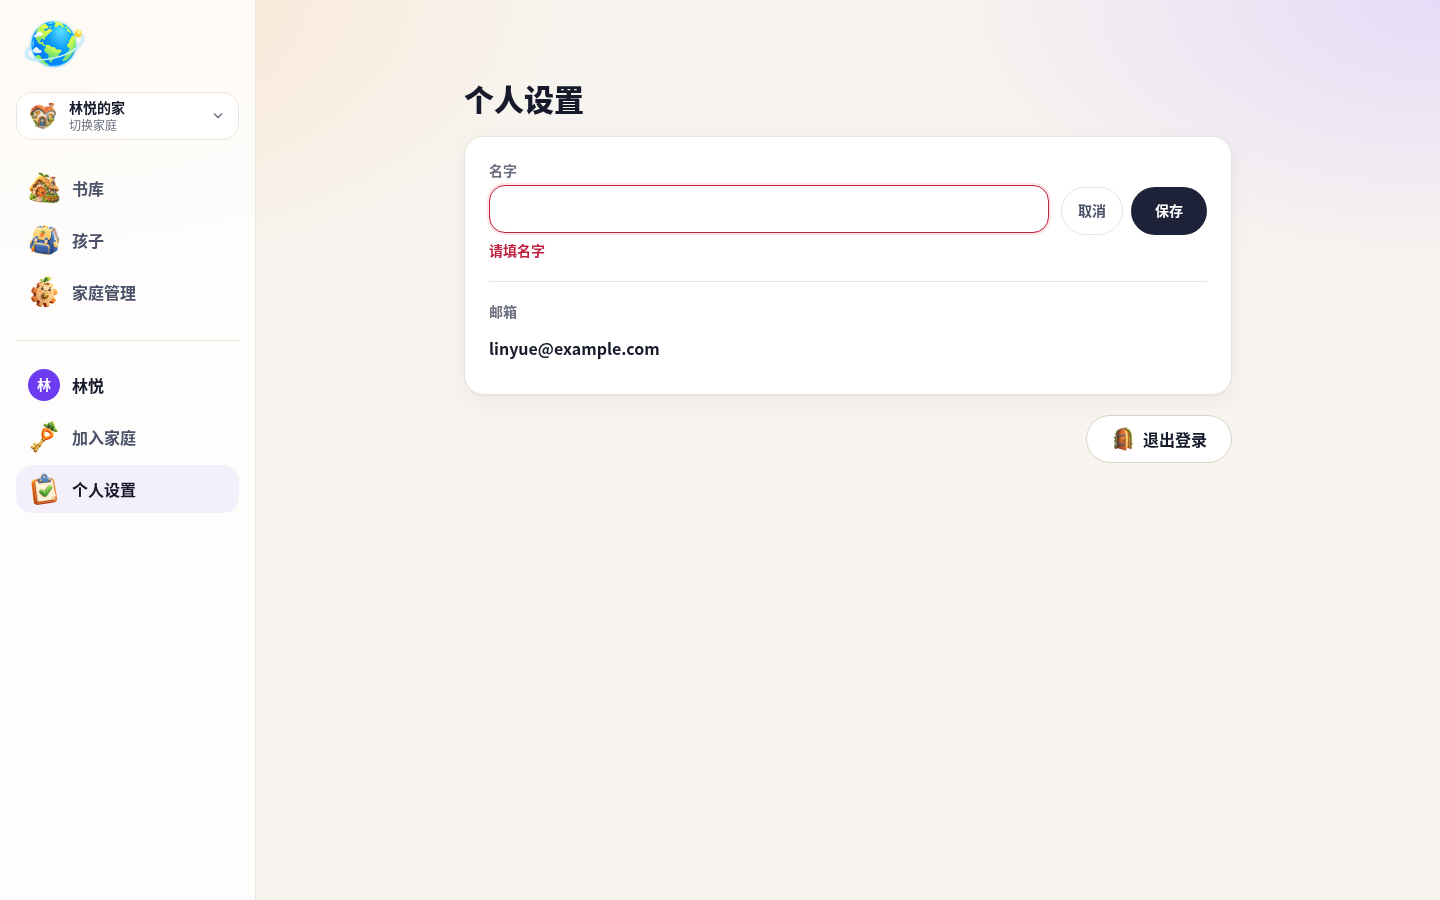 林悦的家
切换家庭
书库
孩子
家庭管理
林
林悦
加入家庭
个人设置
个人设置
名字
取消
保存
请填名字
邮箱
linyue@example.com
退出登录